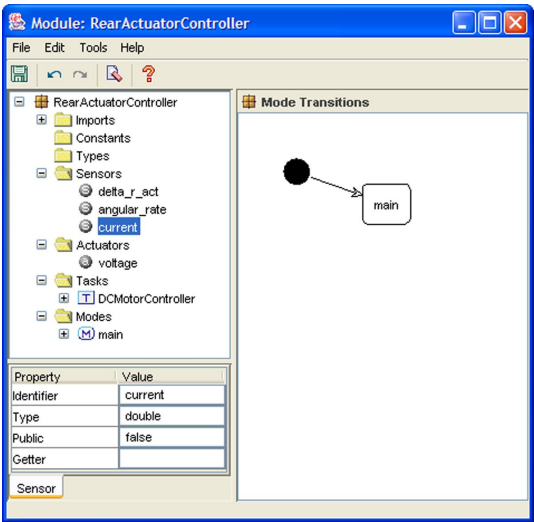 Module: RearActuatorController
File Edit Tools Help
RearActuatorController
Imports
Constants
Types
Sensors
S delta_r_act
S angular_rate
S current
Actuators
a voltage
Tasks
T DCMotorController
Modes
M main
Property Value
Identifier current
Type double
Public false
Getter
Sensor
Mode Transitions
main